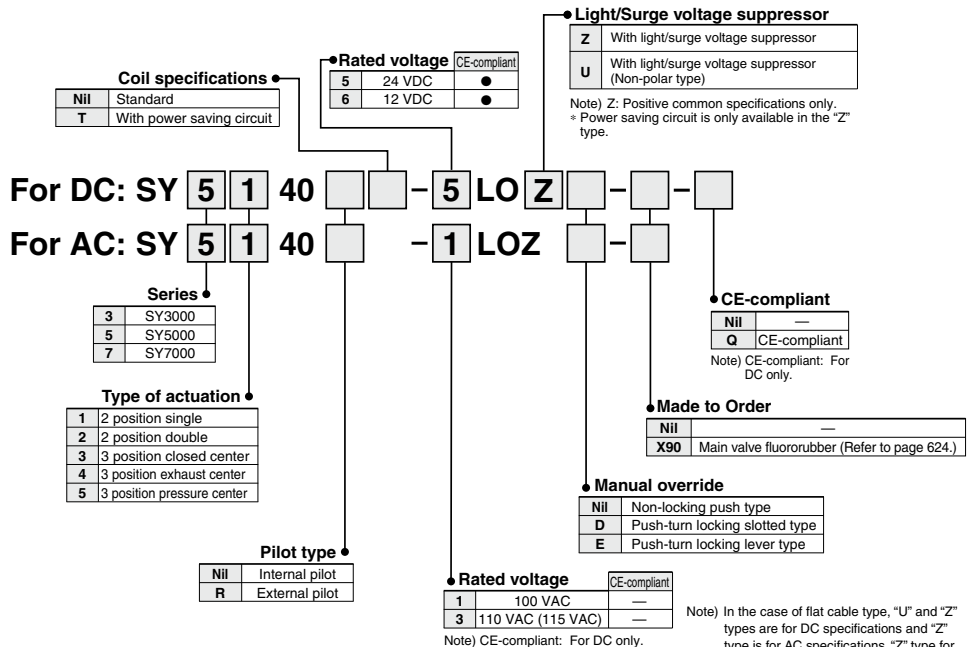 Light/Surge voltage suppressor
Z With light/surge voltage suppressor
U With light/surge voltage suppressor
(Non-polar type)
Note) Z: Positive common specifications only.
* Power saving circuit is only available in the “Z”
type.
Rated voltage CE-compliant
5 24 VDC ●
6 12 VDC ●
Coil specifications
Nil Standard
T With power saving circuit
For DC: SY 5 1 40 - 5 LO Z - -
For AC: SY 5 1 40 - 1 LOZ -
Series
3 SY3000
5 SY5000
7 SY7000
CE-compliant
Nil —
Q CE-compliant
Note) CE-compliant: For
DC only.
Type of actuation
1 2 position single
2 2 position double
3 3 position closed center
4 3 position exhaust center
5 3 position pressure center
Made to Order
Nil —
X90 Main valve fluororubber (Refer to page 624.)
Manual override
Nil Non-locking push type
D Push-turn locking slotted type
E Push-turn locking lever type
Pilot type
Nil Internal pilot
R External pilot
Rated voltage CE-compliant
1 100 VAC —
3 110 VAC (115 VAC) —
Note) CE-compliant: For DC only.
Note) In the case of flat cable type, “U” and “Z”
types are for DC specifications and “Z”
type is for AC specifications. “Z” type for